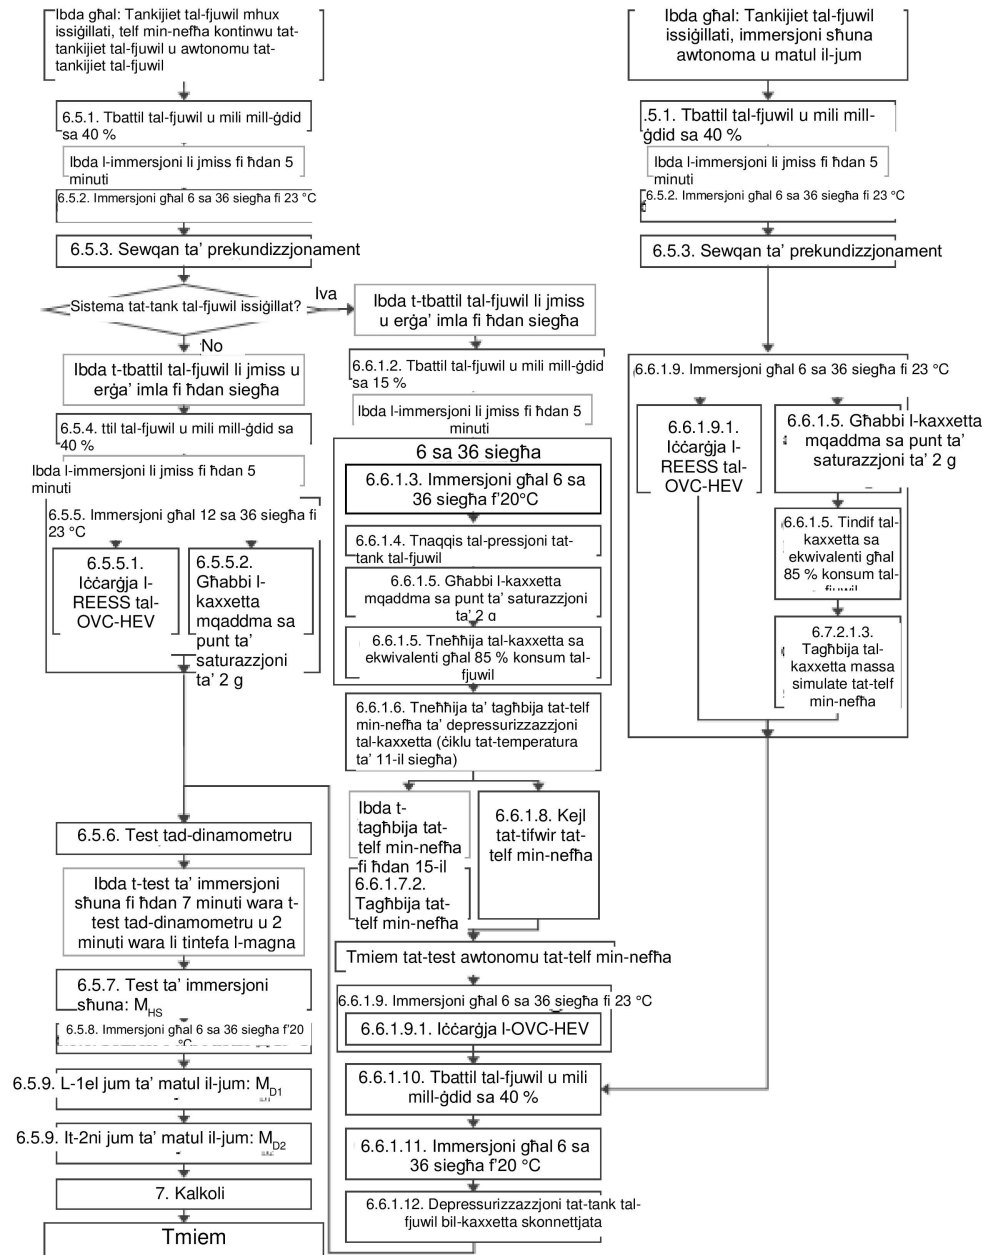 Ibda għal: Tankijiet tal-fjuwil mhux
issiġillati, telf min-nefħa kontinwu tat-
tankijiet tal-fjuwil u awtonomu tat-
tankijiet tal-fjuwil
6.5.1. Tbattil tal-fjuwil u mili mill-ġdid
sa 40 %
Ibda l-immersjoni li jmiss fi ħdan 5
minuti
6.5.2. Immersjoni għal 6 sa 36 siegħa fi 23 °C
6.5.3. Sewqan ta’ prekundizzjonament
Sistema tat-tank tal-fjuwil issiġillat?
Iva
No
Ibda t-tbattil tal-fjuwil li jmiss u
erġa’ imla fi ħdan siegħa
6.5.4. ttil tal-fjuwil u mili mill-ġdid sa
40 %
Ibda l-immersjoni li jmiss fi ħdan 5
minuti
6.5.5. Immersjoni għal 12 sa 36 siegħa fi
23 °C
6.5.5.1.
Iċċarġja l-
REESS tal-
OVC-HEV
6.5.5.2.
Għabbi l-
kaxxetta
mqaddma sa
punt ta’
saturazzjoni
ta’ 2 g
6.5.6. Test tad-dinamometru
Ibda t-test ta’ immersjoni
sħuna fi ħdan 7 minuti wara t-
test tad-dinamometru u 2
minuti wara li tintefa l-magna
6.5.7. Test ta’ immersjoni
sħuna: M_HS
6.5.8. Immersjoni għal 6 sa 36 siegħa f’20
°C
6.5.9. L-1el jum ta’ matul il-jum: M_D1
6.5.9. It-2ni jum ta’ matul il-jum: M_D2
7. Kalkoli
Tmiem
Ibda t-tbattil tal-fjuwil li jmiss
u erġa’ imla fi ħdan siegħa
6.6.1.2. Tbattil tal-fjuwil u mili mill-ġdid
sa 15 %
Ibda l-immersjoni li jmiss fi ħdan 5
minuti
6 sa 36 siegħa
6.6.1.3. Immersjoni għal 6 sa
36 siegħa f’20°C
6.6.1.4. Tnaqqis tal-pressjoni tat-
tank tal-fjuwil
6.6.1.5. Għabbi l-kaxxetta
mqaddma sa punt ta’ saturazzjoni
ta’ 2 g
6.6.1.5. Tneħħija tal-kaxxetta sa
ekwivalenti għal 85 % konsum tal-
fjuwil
6.6.1.6. Tneħħija ta’ tagħbija tat-telf
min-nefħa ta’ depressurizzazzjoni
tal-kaxxetta (ċiklu tat-temperatura
ta’ 11-il siegħa)
Ibda t-
tagħbija tat-
telf min-nefħa
fi ħdan 15-il
6.6.1.7.2.
Tagħbija tat-
telf min-nefħa
6.6.1.8. Kejl
tat-tifwir tat-
telf min-nefħa
Tmiem tat-test awtonomu tat-telf min-nefħa
6.6.1.9. Immersjoni għal 6 sa 36 siegħa fi 23 °C
6.6.1.9.1. Iċċarġja l-OVC-HEV
6.6.1.10. Tbattil tal-fjuwil u mili
mill-ġdid sa 40 %
6.6.1.11. Immersjoni għal 6 sa
36 siegħa f’20 °C
6.6.1.12. Depressurizzazzjoni tat-tank tal-
fjuwil bil-kaxxetta skonnettjata
Ibda għal: Tankijiet tal-fjuwil
issiġillati, immersjoni sħuna
awtonoma u matul il-jum
.5.1. Tbattil tal-fjuwil u mili mill-
ġdid sa 40 %
Ibda l-immersjoni li jmiss fi ħdan 5
minuti
6.5.2. Immersjoni għal 6 sa 36 siegħa fi 23 °C
6.5.3. Sewqan ta’ prekundizzjonament
6.6.1.9. Immersjoni għal 6 sa 36 siegħa fi 23 °C
6.6.1.9.1.
Iċċarġja l-
REESS tal-
OVC-HEV
6.6.1.5. Għabbi l-kaxxetta
mqaddma sa punt ta’
saturazzjoni ta’ 2 g
6.6.1.5. Tindif tal-
kaxxetta sa
ekwivalenti għal
85 % konsum tal-
fjuwil
6.7.2.1.3.
Tagħbija tal-
kaxxetta massa
simulate tat-telf
min-nefħa